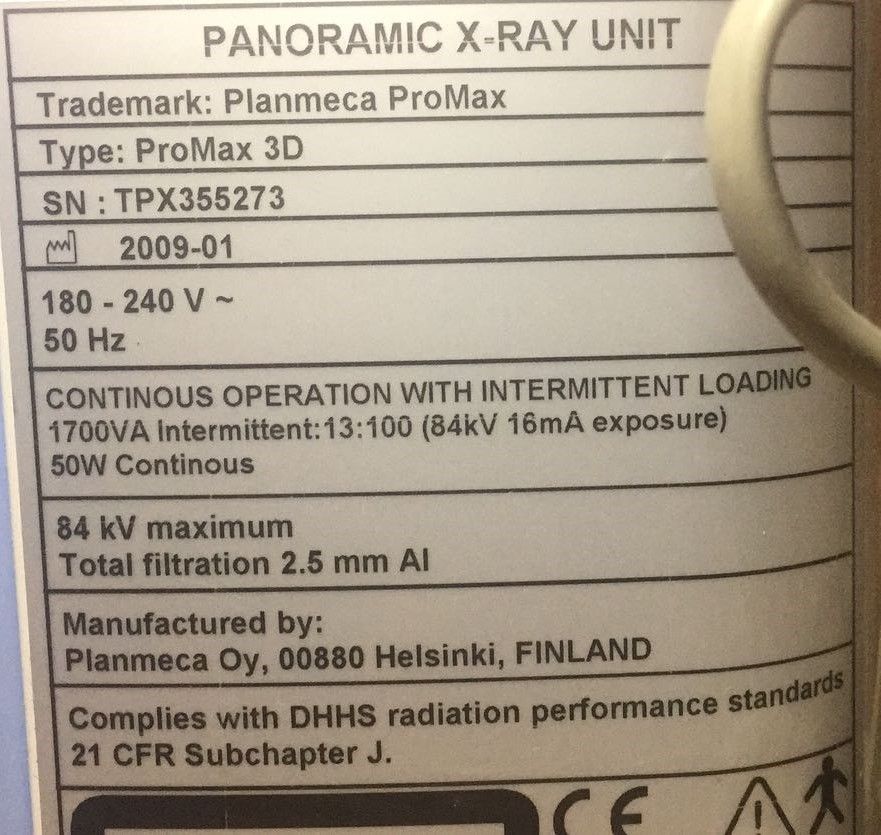 PANORAMIC X-RAY UNIT
Trademark: Planmeca ProMax
Type: ProMax 3D
SN : TPX355273
2009-01
180 - 240 V ~
50 Hz
CONTINOUS OPERATION WITH INTERMITTENT LOADING
1700VA Intermittent:13:100 (84kV 16mA exposure)
50W Continous
84 kV maximum
Total filtration 2.5 mm Al
Manufactured by:
Planmeca Oy, 00880 Helsinki, FINLAND
Complies with DHHS radiation performance standards
21 CFR Subchapter J.
CE